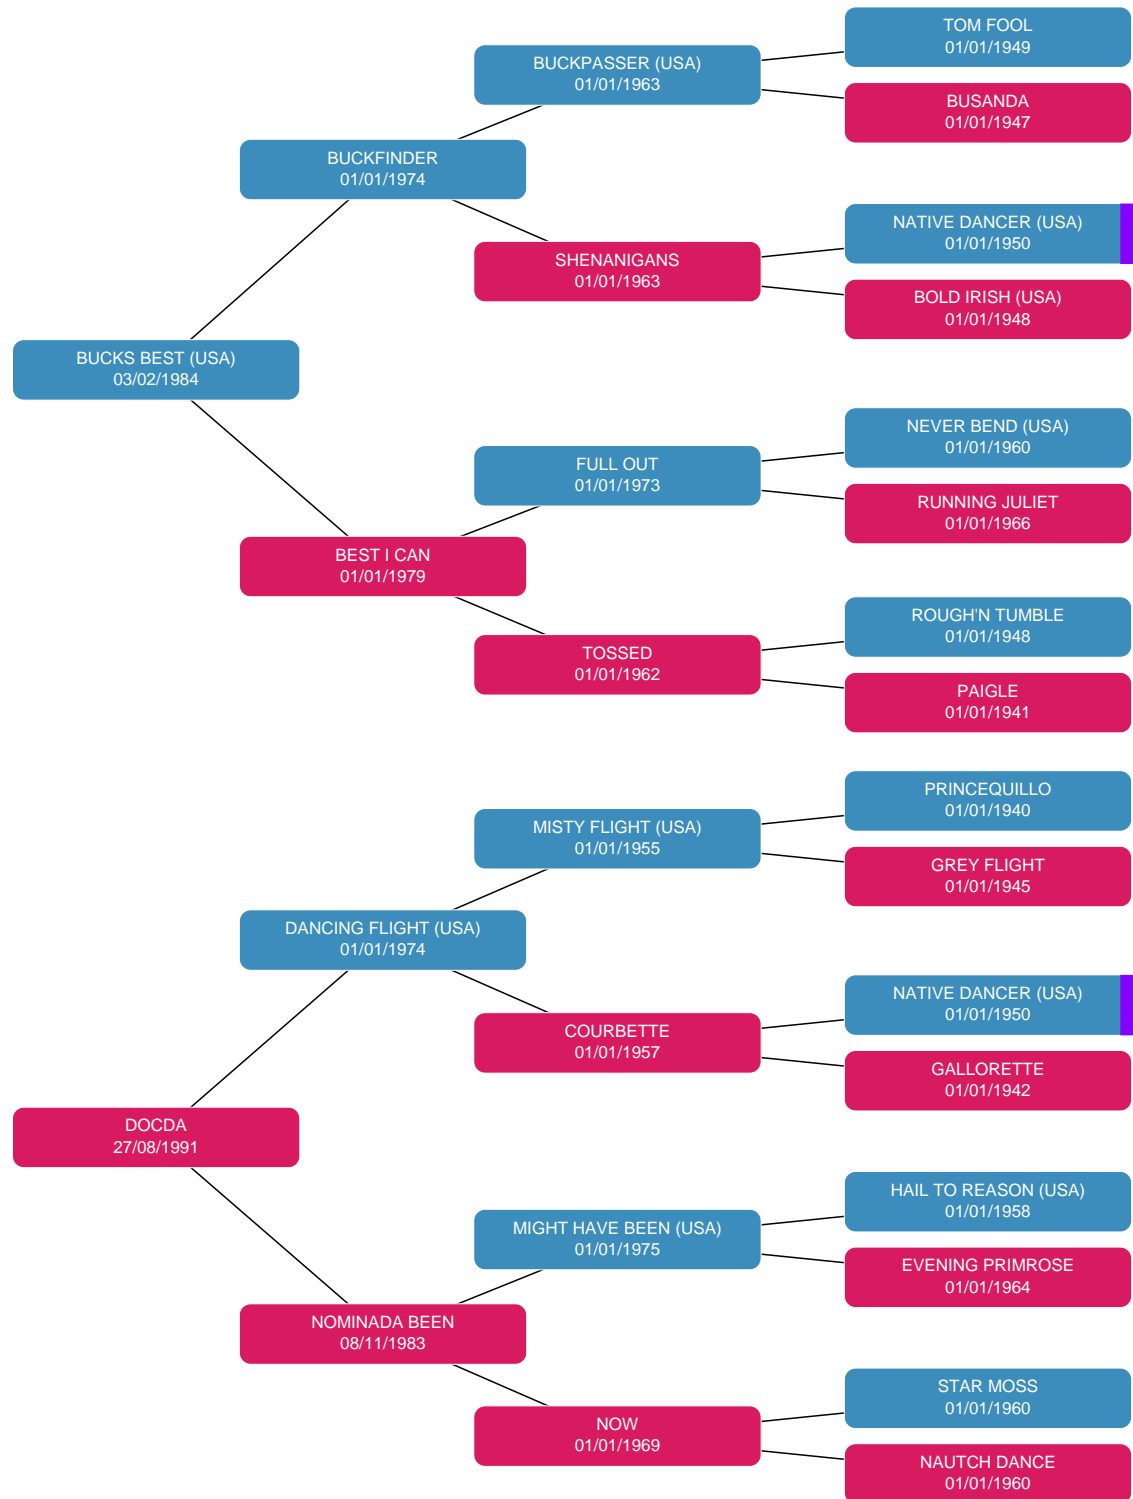 TOM FOOL
01/01/1949
BUCKPASSER (USA)
01/01/1963
BUSANDA
01/01/1947
BUCKFINDER
01/01/1974
NATIVE DANCER (USA)
01/01/1950
SHENANIGANS
01/01/1963
BOLD IRISH (USA)
01/01/1948
BUCKS BEST (USA)
03/02/1984
NEVER BEND (USA)
01/01/1960
FULL OUT
01/01/1973
RUNNING JULIET
01/01/1966
BEST I CAN
01/01/1979
ROUGH'N TUMBLE
01/01/1948
TOSSED
01/01/1962
PAIGLE
01/01/1941
PRINCEQUILLO
01/01/1940
MISTY FLIGHT (USA)
01/01/1955
GREY FLIGHT
01/01/1945
DANCING FLIGHT (USA)
01/01/1974
NATIVE DANCER (USA)
01/01/1950
COURBETTE
01/01/1957
GALLORETTE
01/01/1942
DOCDA
27/08/1991
HAIL TO REASON (USA)
01/01/1958
MIGHT HAVE BEEN (USA)
01/01/1975
EVENING PRIMROSE
01/01/1964
NOMINADA BEEN
08/11/1983
STAR MOSS
01/01/1960
NOW
01/01/1969
NAUTCH DANCE
01/01/1960